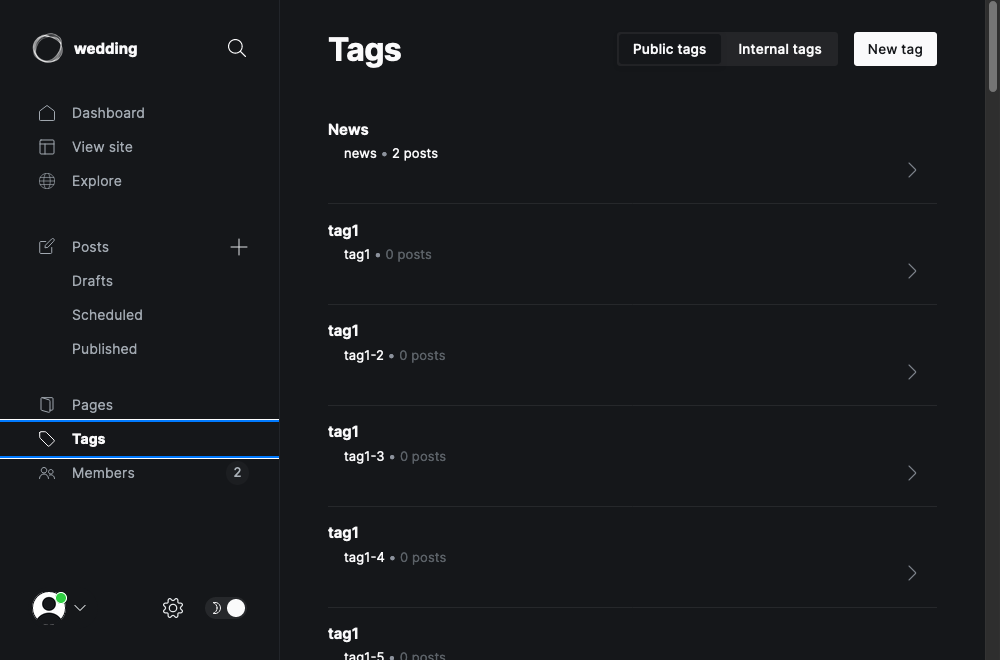 wedding
Dashboard
View site
Explore
Posts
Drafts
Scheduled
Published
Pages
Tags
Members 2
Tags
Public tags
Internal tags
New tag
News
news • 2 posts
tag1
tag1 • 0 posts
tag1
tag1-2 • 0 posts
tag1
tag1-3 • 0 posts
tag1
tag1-4 • 0 posts
tag1
tag1-5 • 0 posts